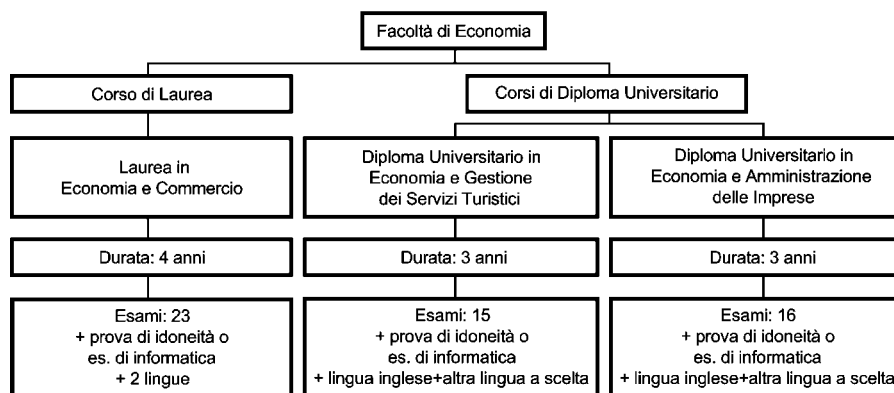 Facoltà di Economia
Corso di Laurea
Corsi di Diploma Universitario
Laurea in
Economia e Commercio
Diploma Universitario in
Economia e Gestione
dei Servizi Turistici
Diploma Universitario in
Economia e Amministrazione
delle Imprese
Durata: 4 anni
Durata: 3 anni
Durata: 3 anni
Esami: 23
+ prova di idoneità o
es. di informatica
+ 2 lingue
Esami: 15
+ prova di idoneità o
es. di informatica
+ lingua inglese+altra lingua a scelta
Esami: 16
+ prova di idoneità o
es. di informatica
+ lingua inglese+altra lingua a scelta